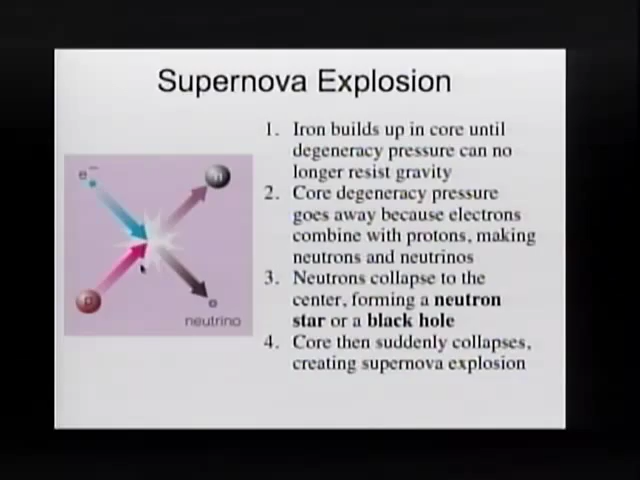 Supernova Explosion
1. Iron builds up in core until
degeneracy pressure can no
longer resist gravity
2. Core degeneracy pressure
goes away because electrons
combine with protons, making
neutrons and neutrinos
3. Neutrons collapse to the
center, forming a neutron
star or a black hole
4. Core then suddenly collapses,
creating supernova explosion
e⁻
n
p
neutrino